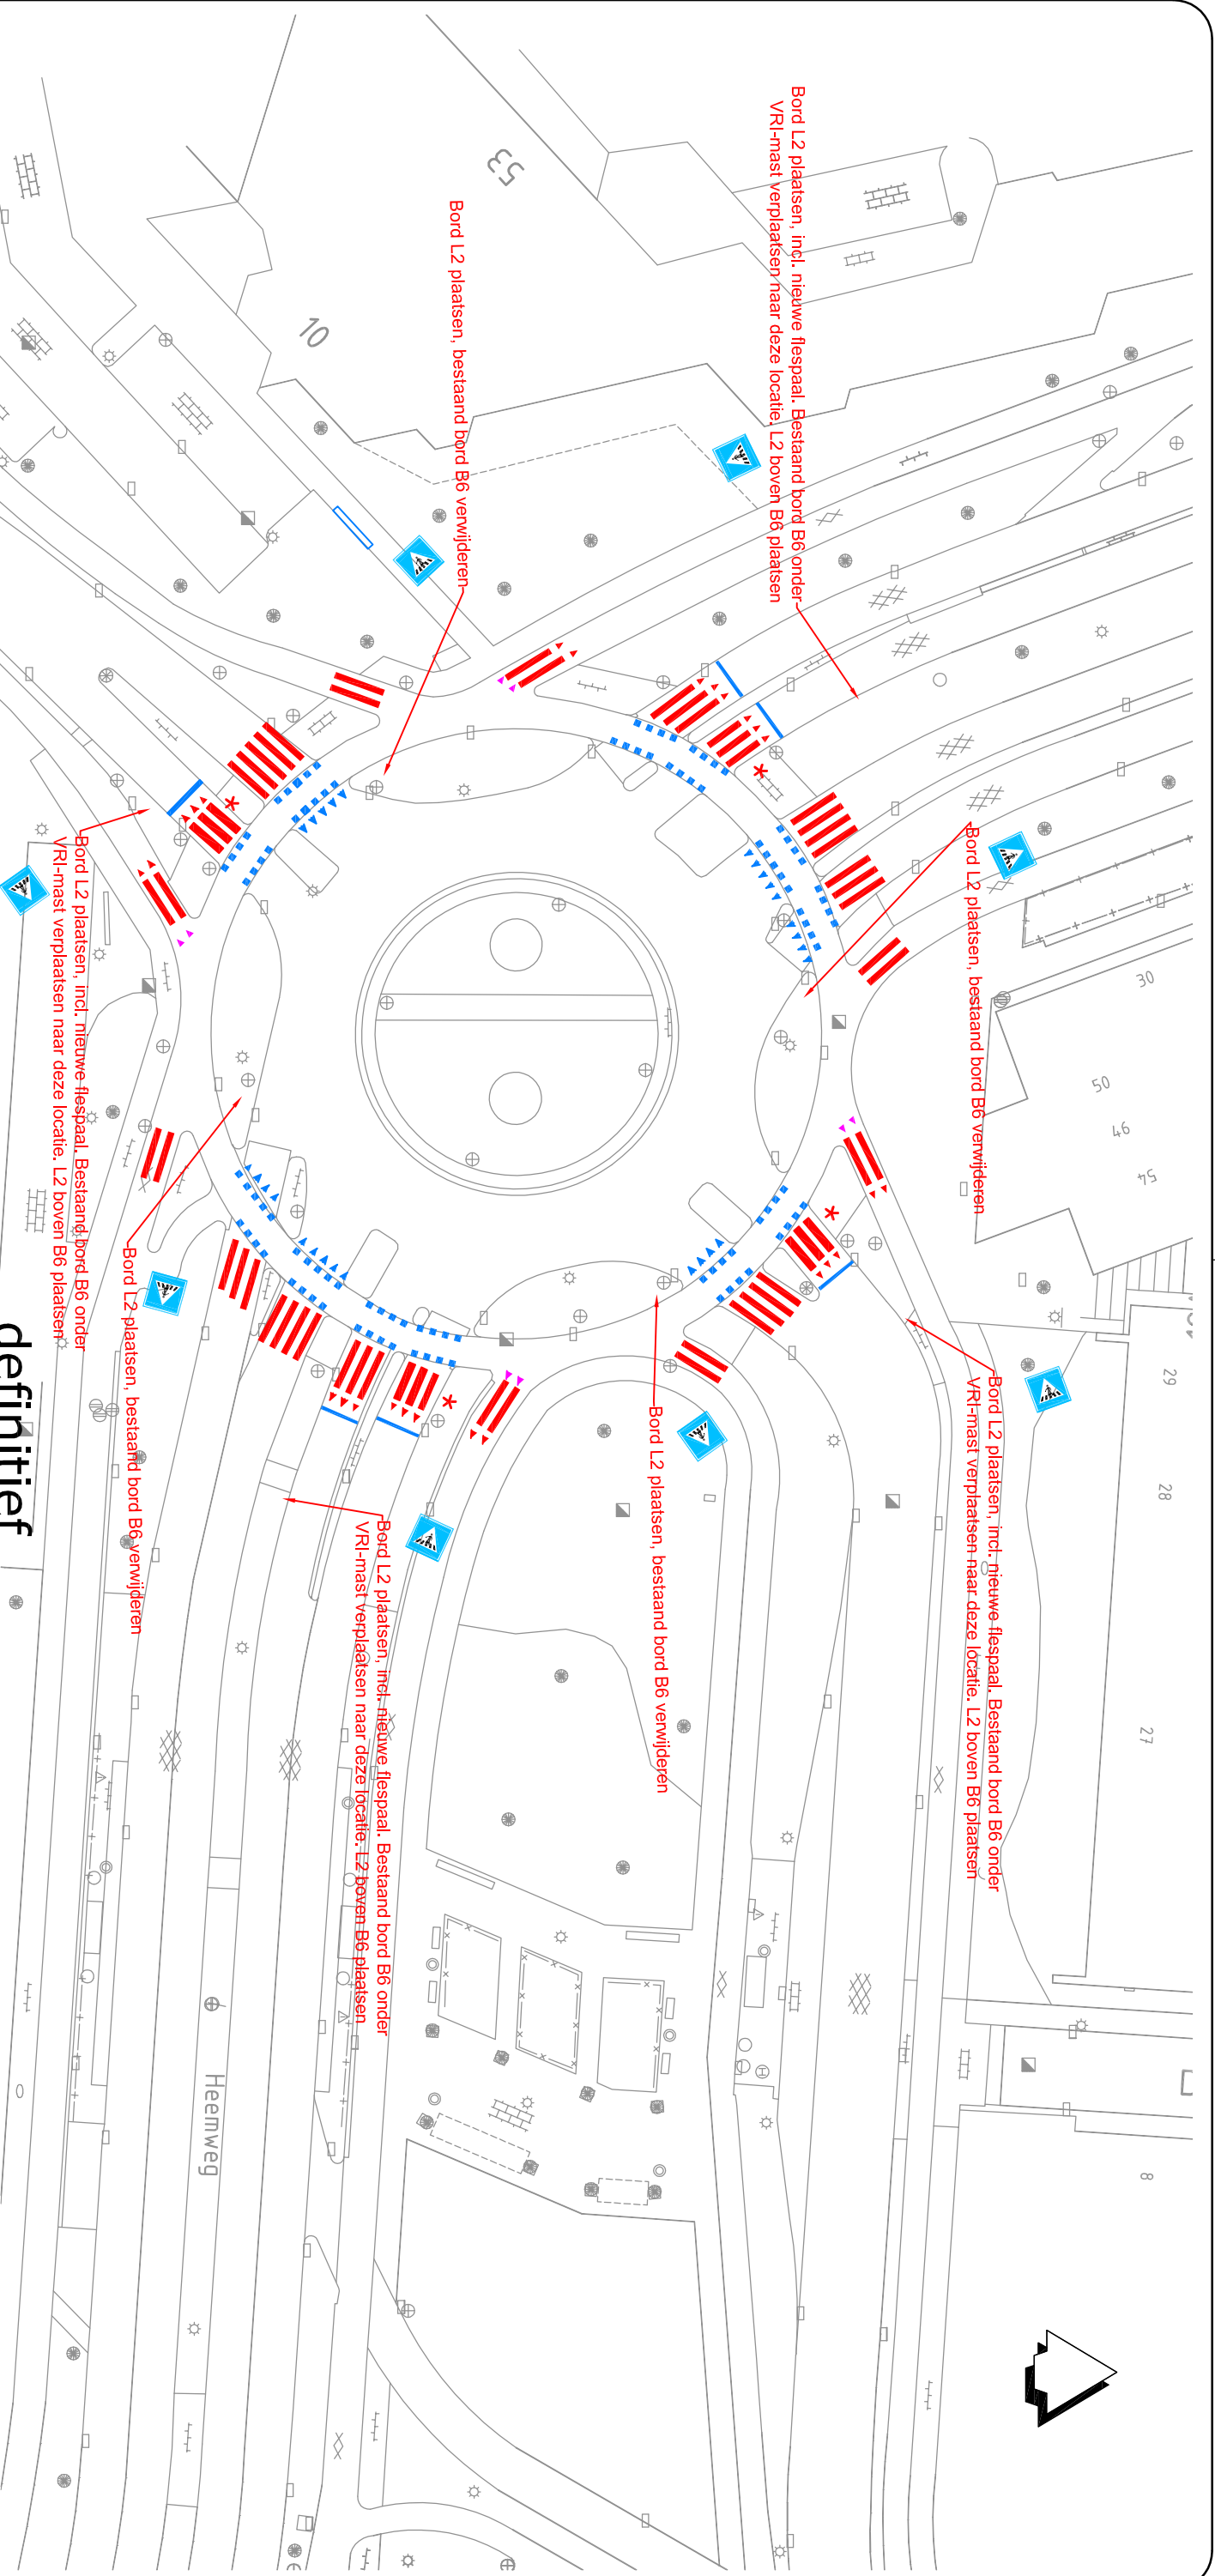 Bord L2 plaatsen, incl. nieuwe flespaal. Bestaand bord B6 onder
VRI-mast verplaatsen naar deze locatie. L2 boven B6 plaatsen
53
Bord L2 plaatsen, bestaand bord B6 verwijderen
10
Bord L2 plaatsen, bestaand bord B6 verwijderen
30
50
46
54
Bord L2 plaatsen, incl. nieuwe flespaal. Bestaand bord B6 onder
VRI-mast verplaatsen naar deze locatie. L2 boven B6 plaatsen
Bord L2 plaatsen, bestaand bord B6 verwijderen
definitief
Bord L2 plaatsen, incl. nieuwe flespaal. Bestaand bord B6 onder
VRI-mast verplaatsen naar deze locatie. L2 boven B6 plaatsen
29
28
27
Bord L2 plaatsen, bestaand bord B6 verwijderen
Bord L2 plaatsen, incl. nieuwe flespaal. Bestaand bord B6 onder
VRI-mast verplaatsen naar deze locatie. L2 boven B6 plaatsen
Heemweg
8